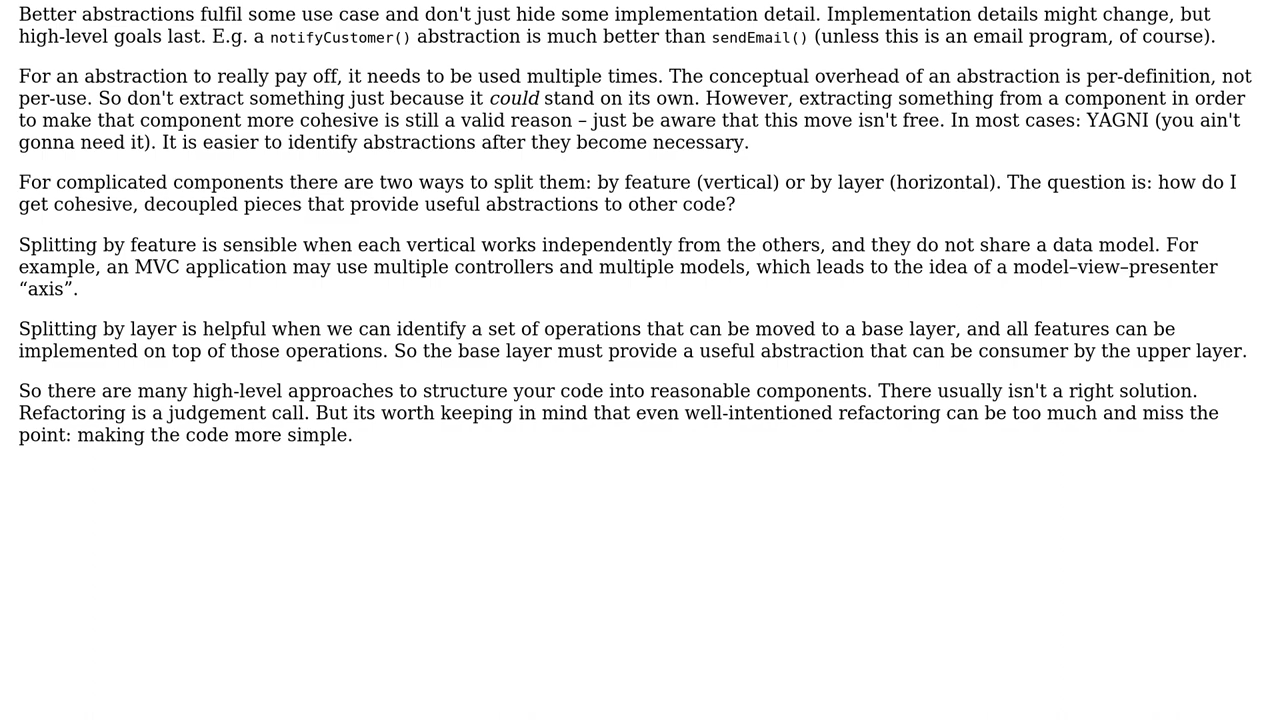 Better abstractions fulfil some use case and don't just hide some implementation detail. Implementation details might change, but
high-level goals last. E.g. a notifyCustomer() abstraction is much better than sendEmail() (unless this is an email program, of course).
For an abstraction to really pay off, it needs to be used multiple times. The conceptual overhead of an abstraction is per-definition, not
per-use. So don't extract something just because it could stand on its own. However, extracting something from a component in order
to make that component more cohesive is still a valid reason – just be aware that this move isn't free. In most cases: YAGNI (you ain't
gonna need it). It is easier to identify abstractions after they become necessary.
For complicated components there are two ways to split them: by feature (vertical) or by layer (horizontal). The question is: how do I
get cohesive, decoupled pieces that provide useful abstractions to other code?
Splitting by feature is sensible when each vertical works independently from the others, and they do not share a data model. For
example, an MVC application may use multiple controllers and multiple models, which leads to the idea of a model–view–presenter
“axis”.
Splitting by layer is helpful when we can identify a set of operations that can be moved to a base layer, and all features can be
implemented on top of those operations. So the base layer must provide a useful abstraction that can be consumer by the upper layer.
So there are many high-level approaches to structure your code into reasonable components. There usually isn't a right solution.
Refactoring is a judgement call. But its worth keeping in mind that even well-intentioned refactoring can be too much and miss the
point: making the code more simple.